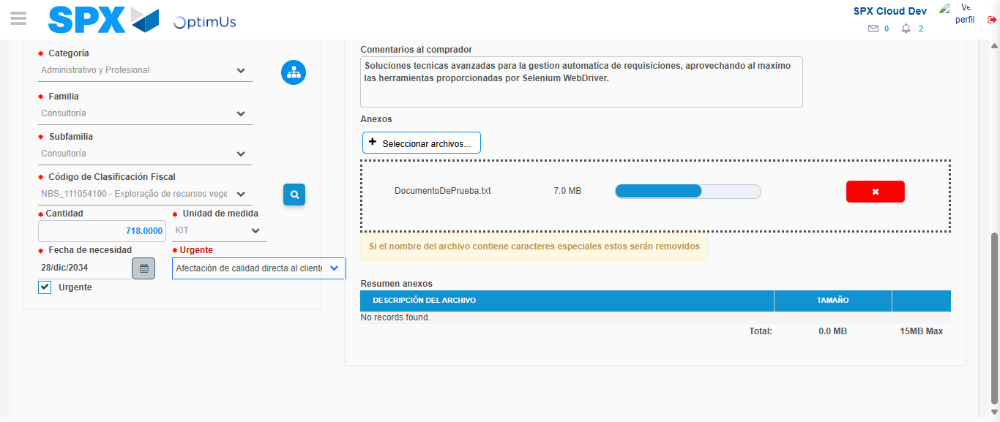 SPX OptimUs
SPX Cloud Dev
Ve
perfil
0 2
* Categoría
Administrativo y Profesional
* Familia
Consultoría
* Subfamilia
Consultoría
* Código de Clasificación Fiscal
NBS_111054100 - Exploração de recursos vege
* Cantidad * Unidad de medida
718.0000 KIT
* Fecha de necesidad * Urgente
28/dic/2034 Afectación de calidad directa al cliente
Urgente
Comentarios al comprador
Soluciones tecnicas avanzadas para la gestion automatica de requisiciones, aprovechando al maximo
las herramientas proporcionadas por Selenium WebDriver.
Anexos
Seleccionar archivos...
DocumentoDePrueba.txt 7.0 MB
Si el nombre del archivo contiene caracteres especiales estos serán removidos
Resumen anexos
DESCRIPCIÓN DEL ARCHIVO TAMAÑO
No records found.
Total: 0.0 MB 15MB Max